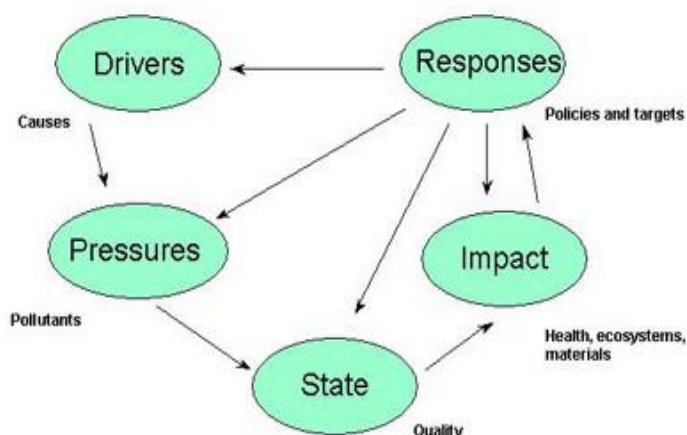 Drivers
Responses
Causes
Policies and targets
Pressures
Impact
Pollutants
Health, ecosystems,
materials
State
Quality